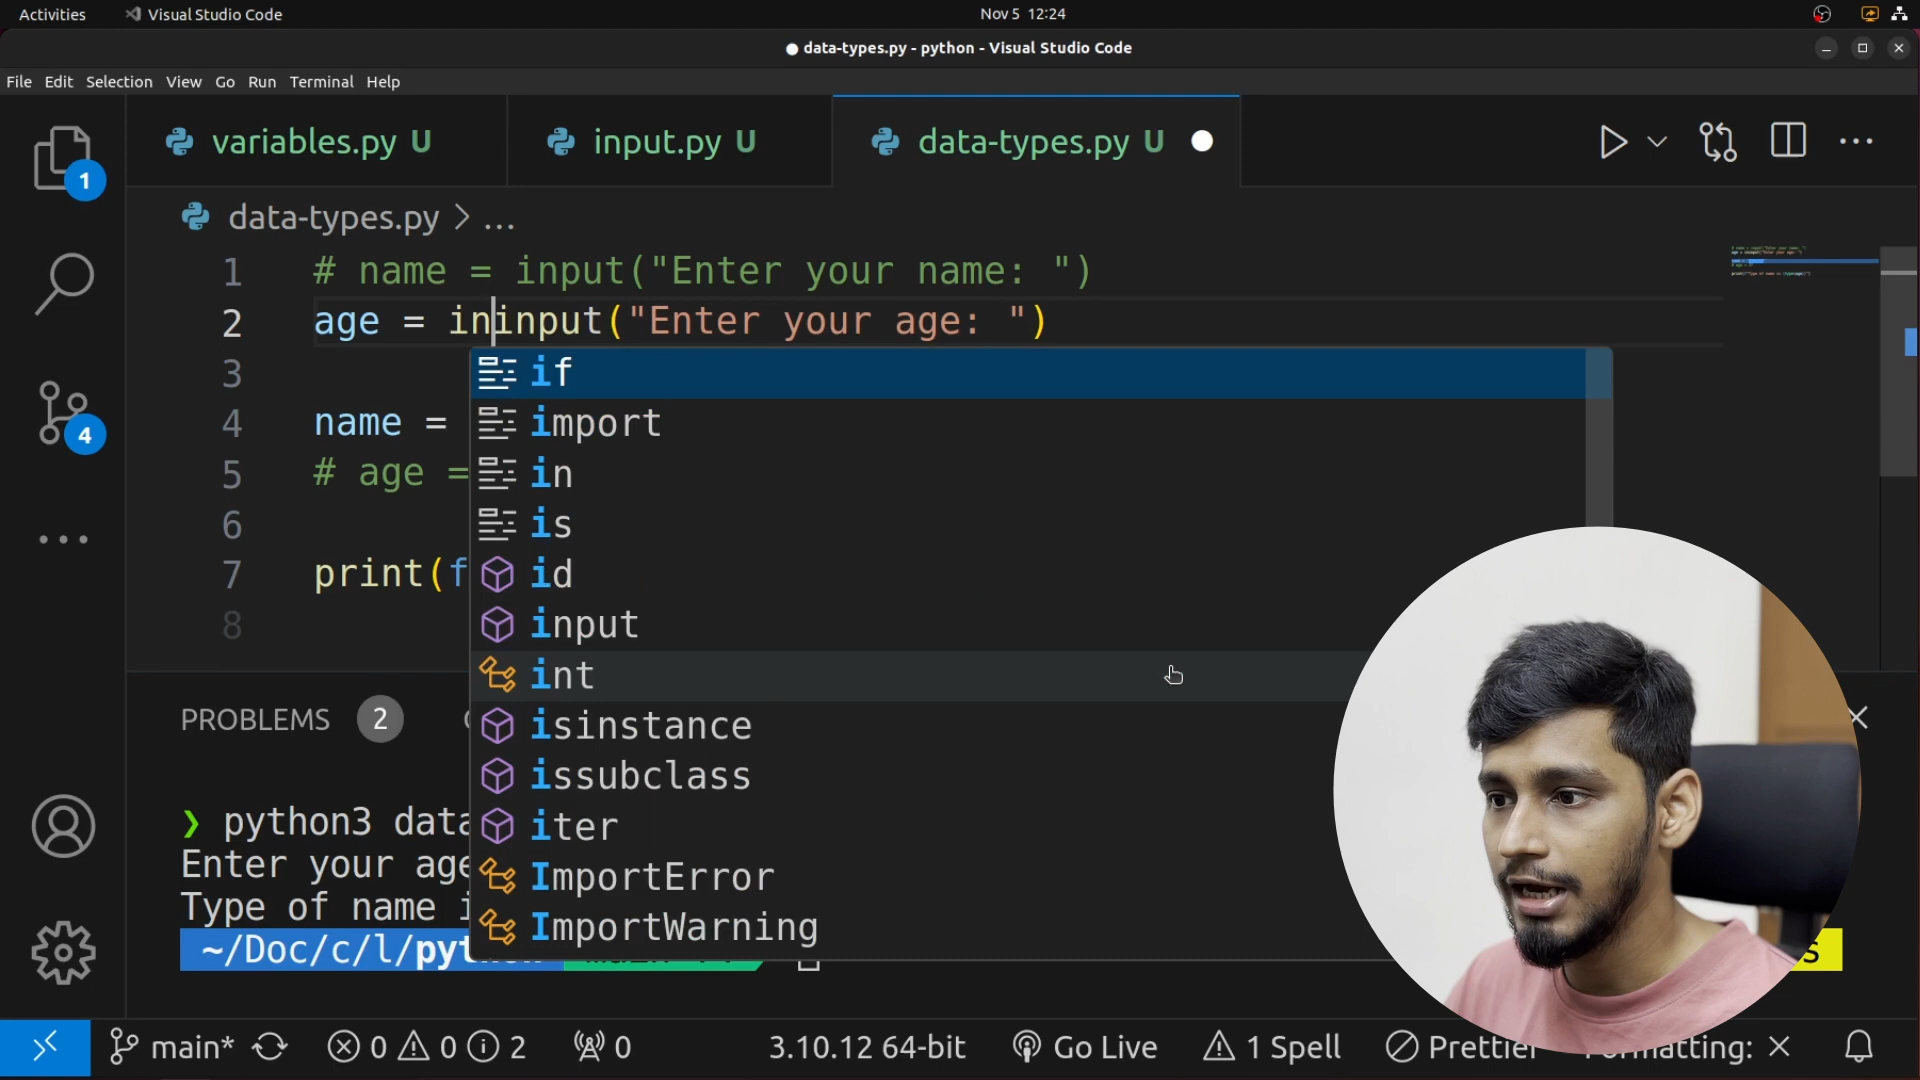 Activities
Visual Studio Code
Nov 5 12:24
● data-types.py - python - Visual Studio Code
File Edit Selection View Go Run Terminal Help
variables.py U
input.py U
data-types.py U
1
data-types.py > ...
1 # name = input("Enter your name: ")
2 age = ininput("Enter your age: ")
3
4 name =
5 # age =
6
7 print(f
8
if
import
in
is
id
input
int
isinstance
issubclass
iter
ImportError
ImportWarning
4
PROBLEMS 2
❯ python3 data
Enter your age
Type of name i
~/Doc/c/l/python
main
main*
0 0 2
0
3.10.12 64-bit
Go Live
1 Spell
Prettier
Formatting: ×